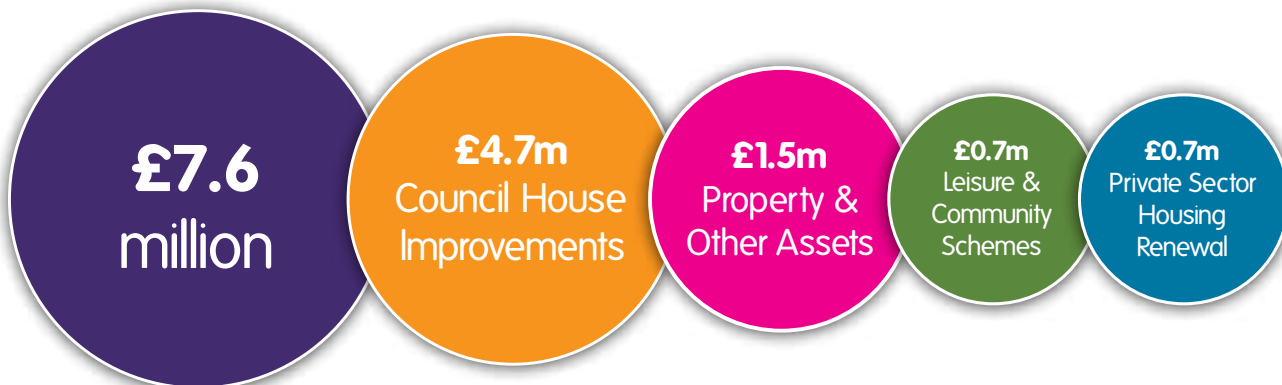 £7.6
million
£4.7m
Council House
Improvements
£1.5m
Property &
Other Assets
£0.7m
Leisure &
Community
Schemes
£0.7m
Private Sector
Housing
Renewal